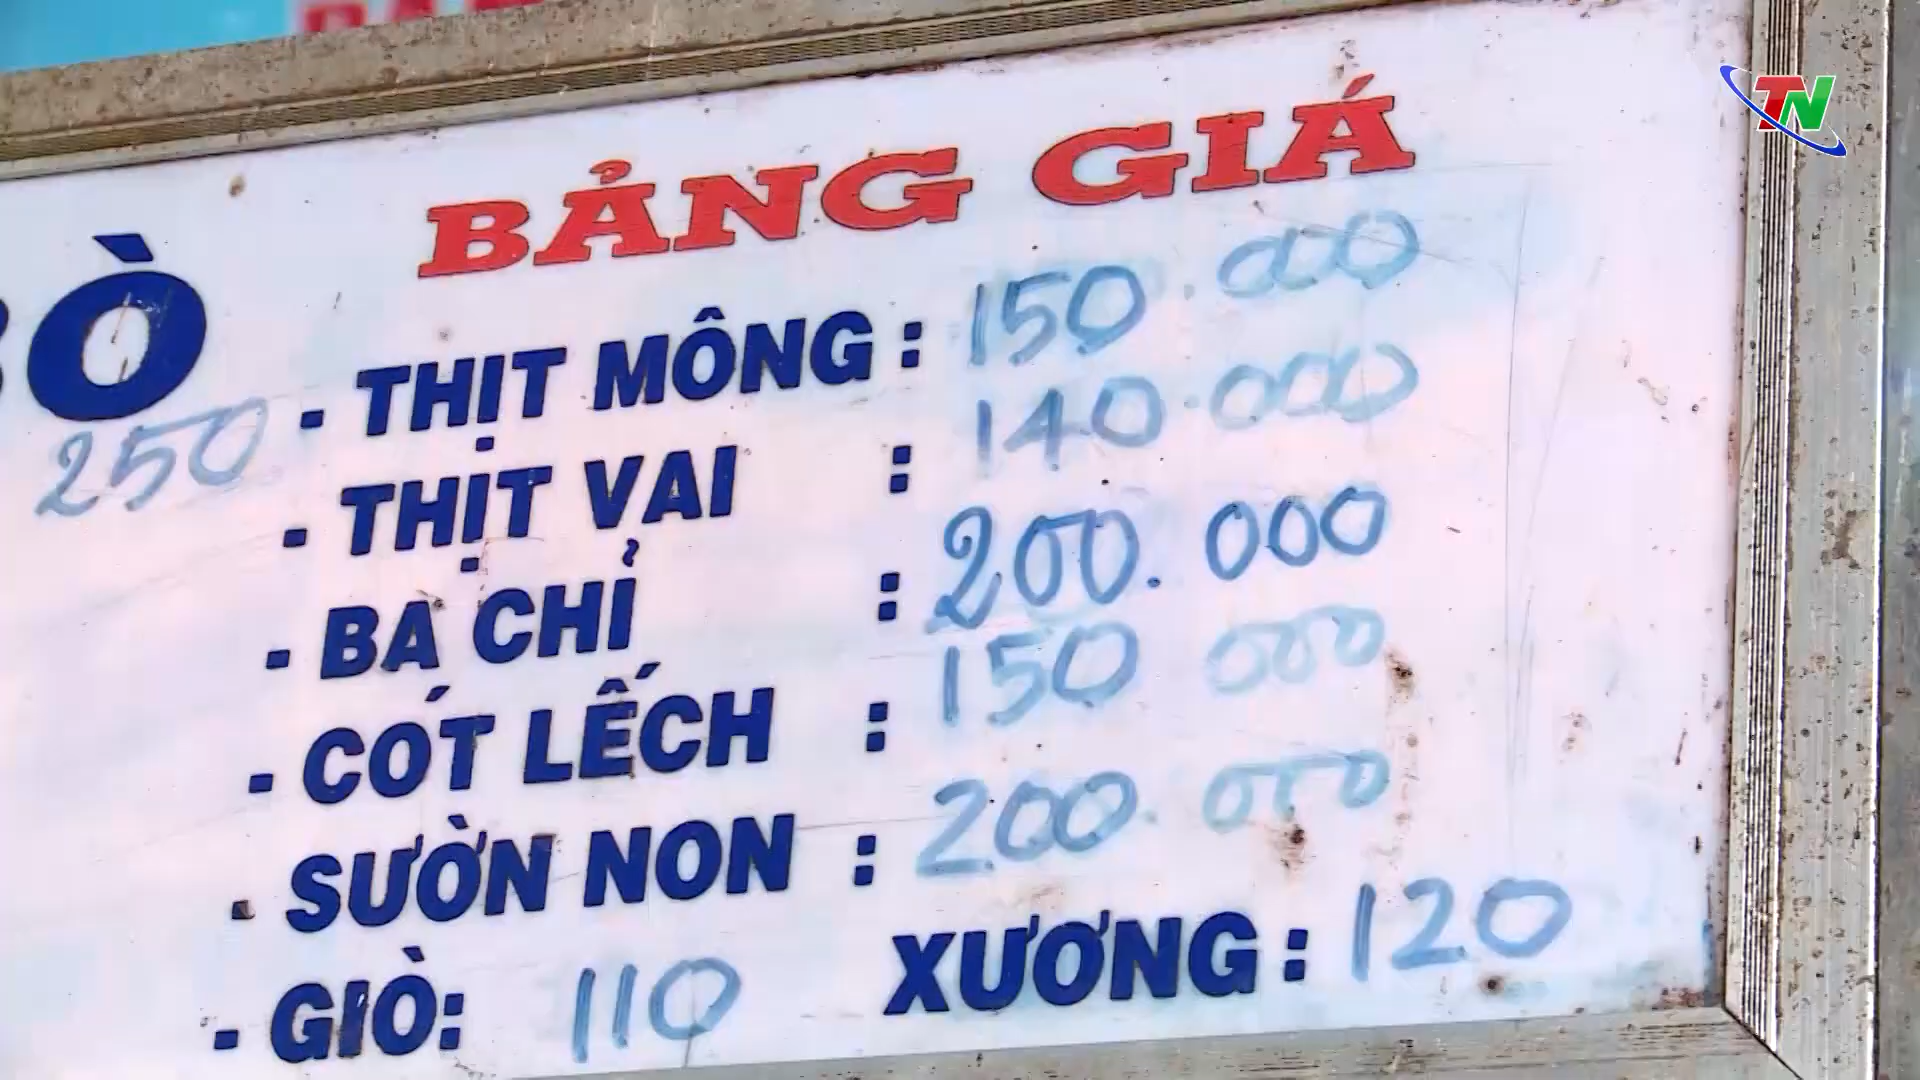 TN
BẢNG GIÁ
BÒ
250
- THỊT MÔNG : 150.000
- THỊT VAI : 140.000
- BA CHỈ : 200.000
- CÓT LẾCH : 150 000
- SƯỜN NON : 200.000
- GIÒ: 110 XƯƠNG : 120